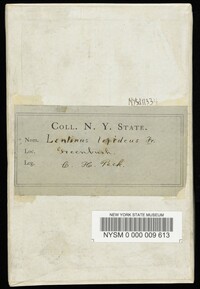 COLL. N. Y. STATE.
Name, Lentinus lepideus Fr.
Loc. Greenbush
Leg. C. H. Peck.
NEW YORK STATE MUSEUM
NYSM 0 000 009 613